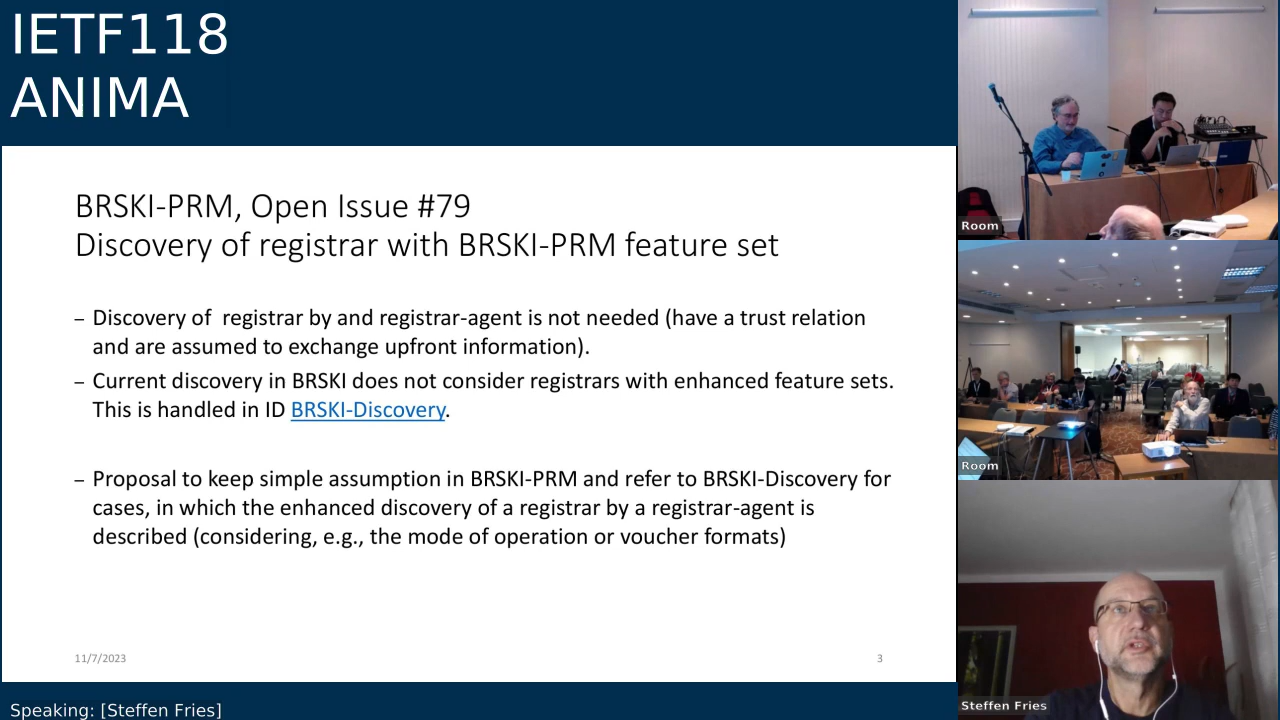 IETF118
ANIMA
BRSKI-PRM, Open Issue #79
Discovery of registrar with BRSKI-PRM feature set
– Discovery of  registrar by and registrar-agent is not needed (have a trust relation
and are assumed to exchange upfront information).
– Current discovery in BRSKI does not consider registrars with enhanced feature sets.
This is handled in ID BRSKI-Discovery.
– Proposal to keep simple assumption in BRSKI-PRM and refer to BRSKI-Discovery for
cases, in which the enhanced discovery of a registrar by a registrar-agent is
described (considering, e.g., the mode of operation or voucher formats)
11/7/2023
3
Speaking: [Steffen Fries]
Room
Room
Steffen Fries